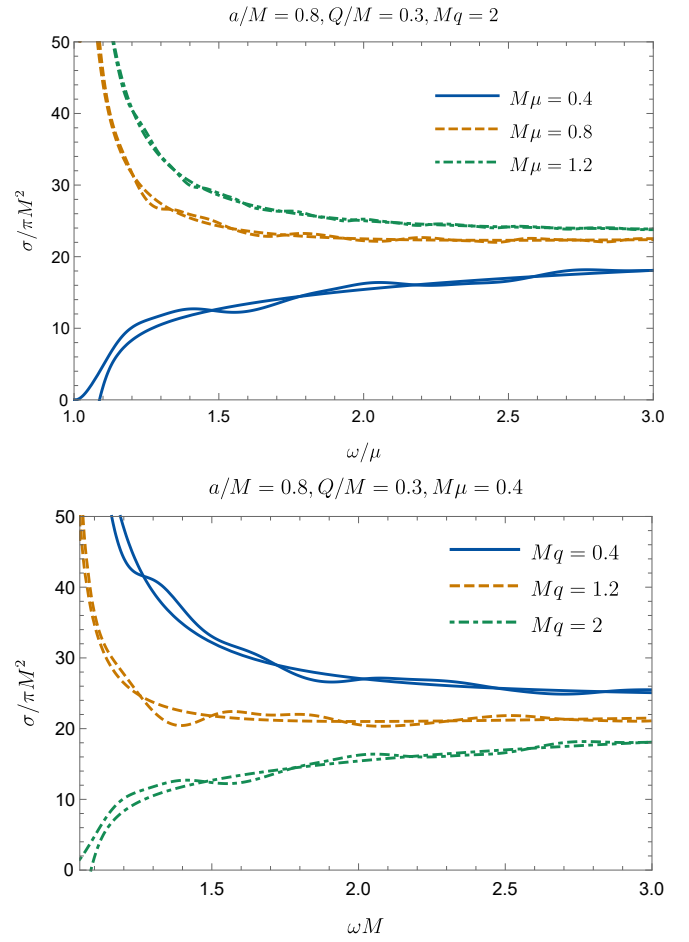 a/M = 0.8, Q/M = 0.3, Mq = 2
50
40
30
20
10
0
σ/πM²
Mμ = 0.4
Mμ = 0.8
Mμ = 1.2
1.0 1.5 2.0 2.5 3.0
ω/μ
a/M = 0.8, Q/M = 0.3, Mμ = 0.4
50
40
30
20
10
0
σ/πM²
Mq = 0.4
Mq = 1.2
Mq = 2
1.5 2.0 2.5 3.0
ωM